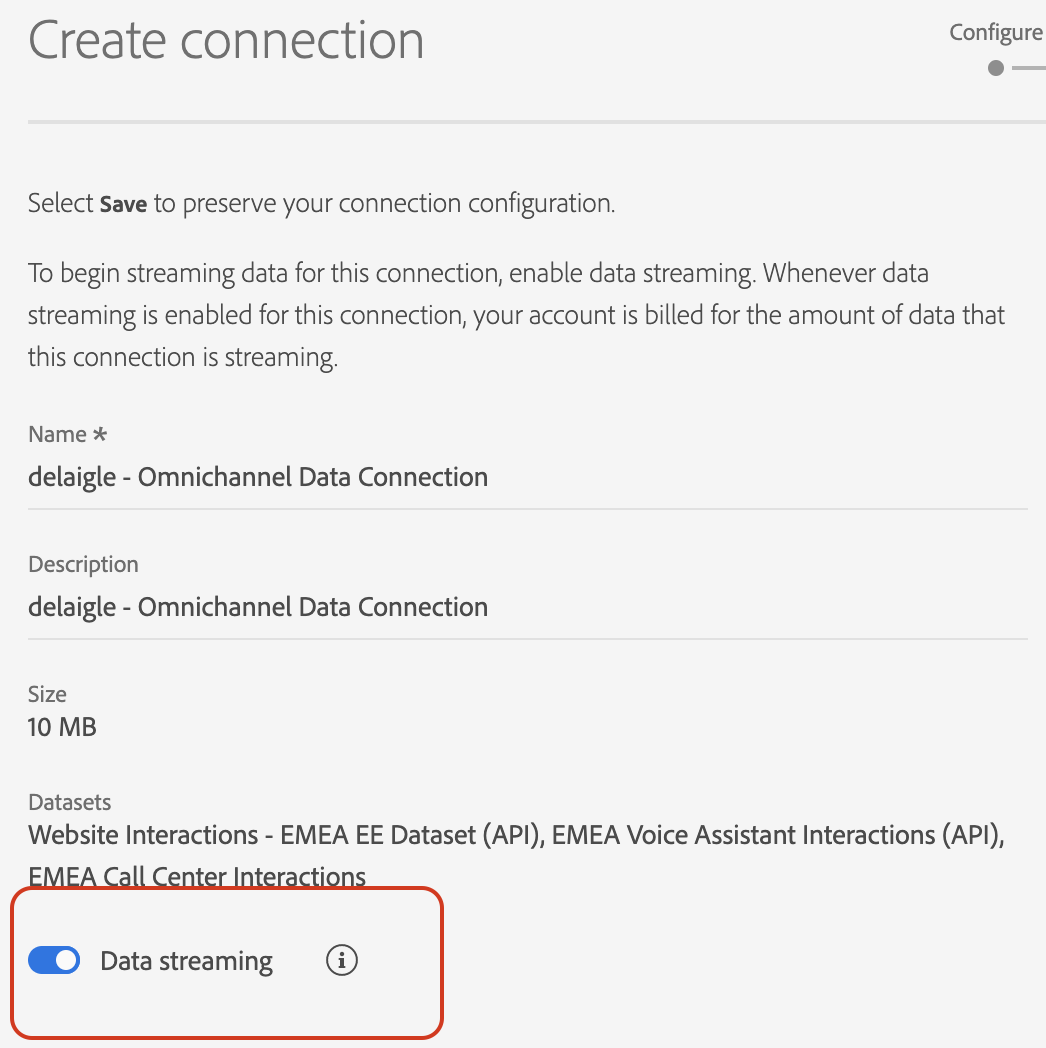 Create connection
Configure
Select Save to preserve your connection configuration.
To begin streaming data for this connection, enable data streaming. Whenever data
streaming is enabled for this connection, your account is billed for the amount of data that
this connection is streaming.
Name *
delaigle - Omnichannel Data Connection
Description
delaigle - Omnichannel Data Connection
Size
10 MB
Datasets
Website Interactions - EMEA EE Dataset (API), EMEA Voice Assistant Interactions (API),
EMEA Call Center Interactions
Data streaming